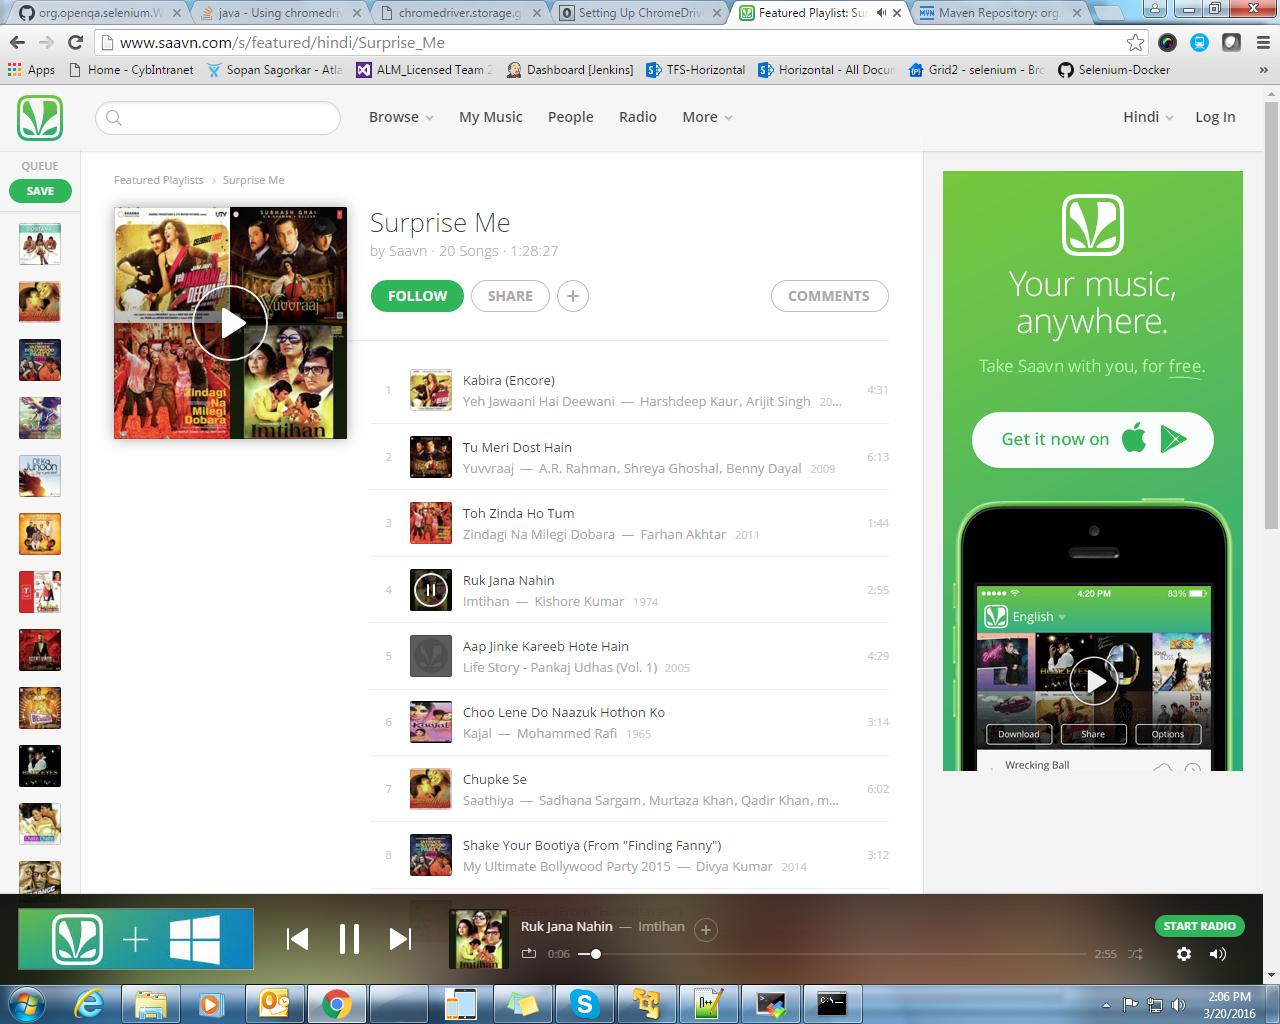 org.openqa.selenium.W
java - Using chromedriv
chromedriver.storage.g
Setting Up ChromeDriv
Featured Playlist: Su
Maven Repository: org
www.saavn.com/s/featured/hindi/Surprise_Me
Apps
Home - CybIntranet
Sopan Sagorkar - Atla
ALM_Licensed Team 2
Dashboard [Jenkins]
TFS-Horizontal
Horizontal - All Docum
Grid2 - selenium - Bro
Selenium-Docker
»
Browse
My Music
People
Radio
More
Hindi
Log In
QUEUE
SAVE
Featured Playlists › Surprise Me
Surprise Me
by Saavn · 20 Songs · 1:28:27
FOLLOW
SHARE
+
COMMENTS
SUBHASH GHAI
Yuvvraaj
Zindagi
Na
Milegi
Dobara
Imtihan
1
Kabira (Encore)
Yeh Jawaani Hai Deewani — Harshdeep Kaur, Arijit Singh 20...
4:31
2
Tu Meri Dost Hain
Yuvvraaj — A.R. Rahman, Shreya Ghoshal, Benny Dayal 2009
6:13
3
Toh Zinda Ho Tum
Zindagi Na Milegi Dobara — Farhan Akhtar 2011
1:44
4
Ruk Jana Nahin
Imtihan — Kishore Kumar 1974
2:55
5
Aap Jinke Kareeb Hote Hain
Life Story - Pankaj Udhas (Vol. 1) 2005
4:29
6
Choo Lene Do Naazuk Hothon Ko
Kajal — Mohammed Rafi 1965
3:14
7
Chupke Se
Saathiya — Sadhana Sargam, Murtaza Khan, Qadir Khan, m...
6:02
8
Shake Your Bootiya (From "Finding Fanny")
My Ultimate Bollywood Party 2015 — Divya Kumar 2014
3:12
Your music,
anywhere.
Take Saavn with you, for free.
Get it now on
4:20 PM
83%
English
Download
Share
Options
Wrecking Ball
+
Imtihan
Ruk Jana Nahin — Imtihan
+
0:06
2:55
START RADIO
2:06 PM
3/20/2016